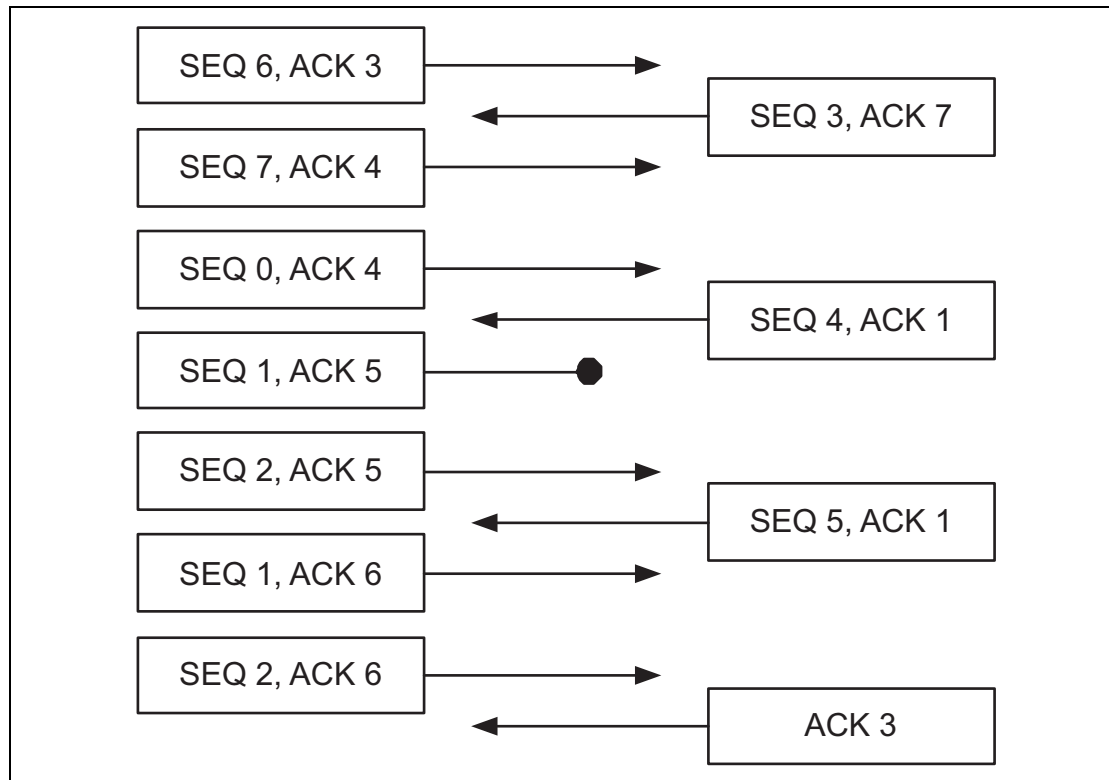 SEQ 6, ACK 3
SEQ 3, ACK 7
SEQ 7, ACK 4
SEQ 0, ACK 4
SEQ 4, ACK 1
SEQ 1, ACK 5
SEQ 2, ACK 5
SEQ 5, ACK 1
SEQ 1, ACK 6
SEQ 2, ACK 6
ACK 3